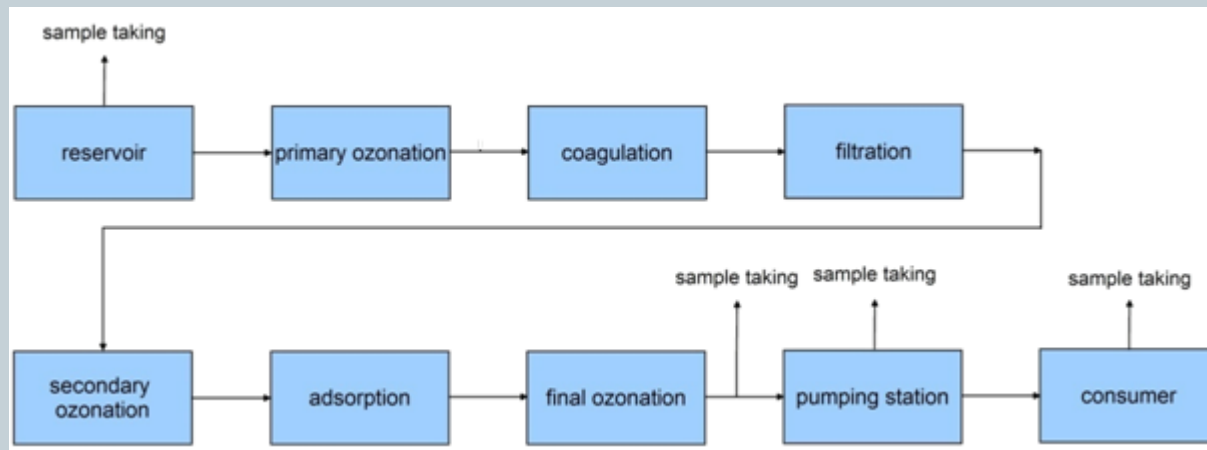 sample taking
reservoir
primary ozonation
coagulation
filtration
sample taking
sample taking
sample taking
secondary
ozonation
adsorption
final ozonation
pumping station
consumer